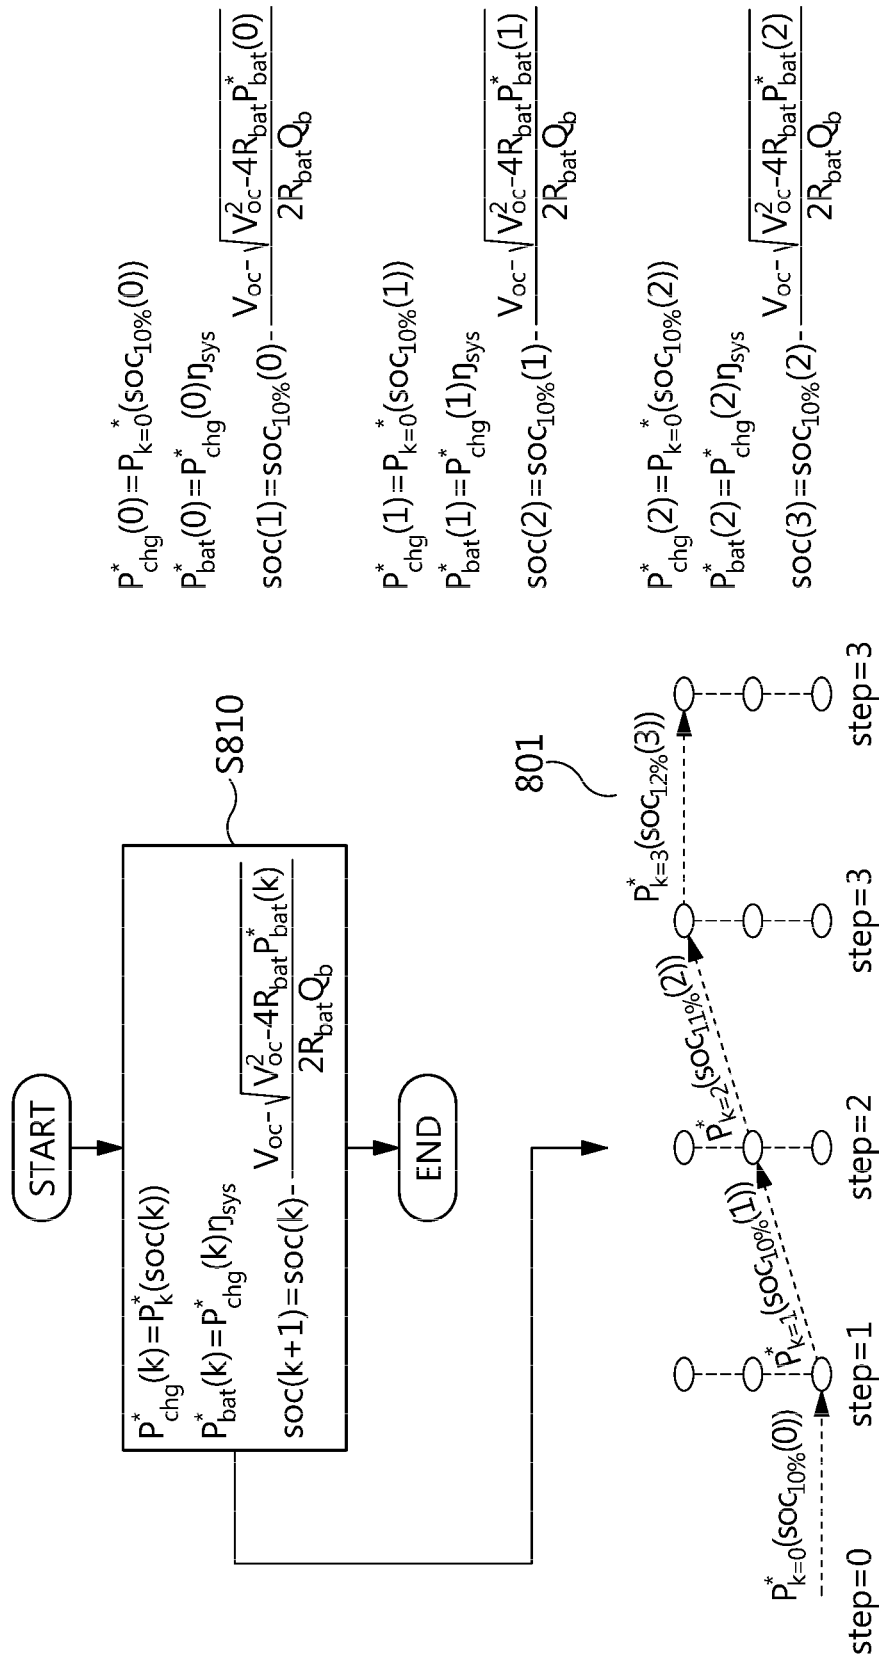 START
P*chg(k)=P*k(soc(k))
P*bat(k)=P*chg(k)ηsys
soc(k+1)=soc(k)-(Voc-√(V²oc-4RbatP*bat(k)))/(2RbatQb)
S810
END
801
P*k=0(soc10%(0))
P*k=1(soc10%(1))
P*k=2(soc11%(2))
P*k=3(soc12%(3))
step=0
step=1
step=2
step=3
step=3
P*chg(0)=P*k=0(soc10%(0))
P*bat(0)=P*chg(0)ηsys
soc(1)=soc10%(0)-(Voc-√(V²oc-4RbatP*bat(0)))/(2RbatQb)
P*chg(1)=P*k=0(soc10%(1))
P*bat(1)=P*chg(1)ηsys
soc(2)=soc10%(1)-(Voc-√(V²oc-4RbatP*bat(1)))/(2RbatQb)
P*chg(2)=P*k=0(soc10%(2))
P*bat(2)=P*chg(2)ηsys
soc(3)=soc10%(2)-(Voc-√(V²oc-4RbatP*bat(2)))/(2RbatQb)